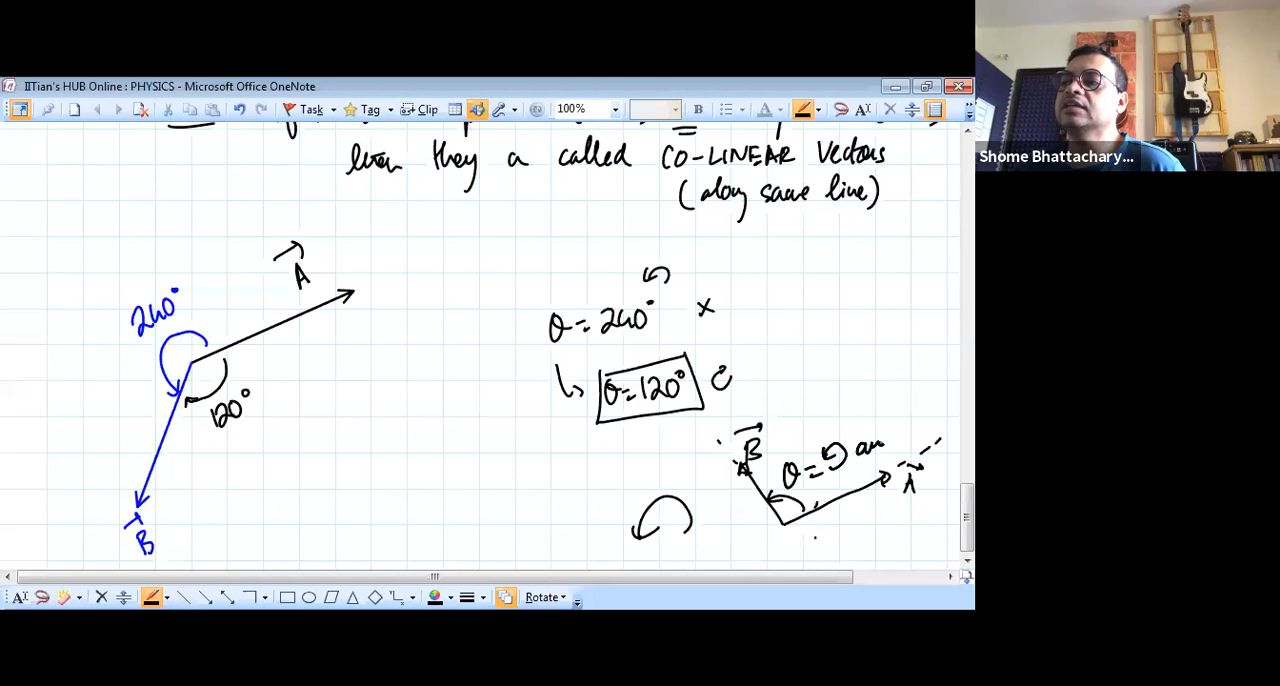 IITian's HUB Online : PHYSICS - Microsoft Office OneNote
Task Tag Clip 100% B A A
even they a called CO-LINEAR Vectors
(along same line)
A
240°
θ = 240° x
θ = 120°
120°
B
θ =
A
B
Rotate
Shome Bhattachary...